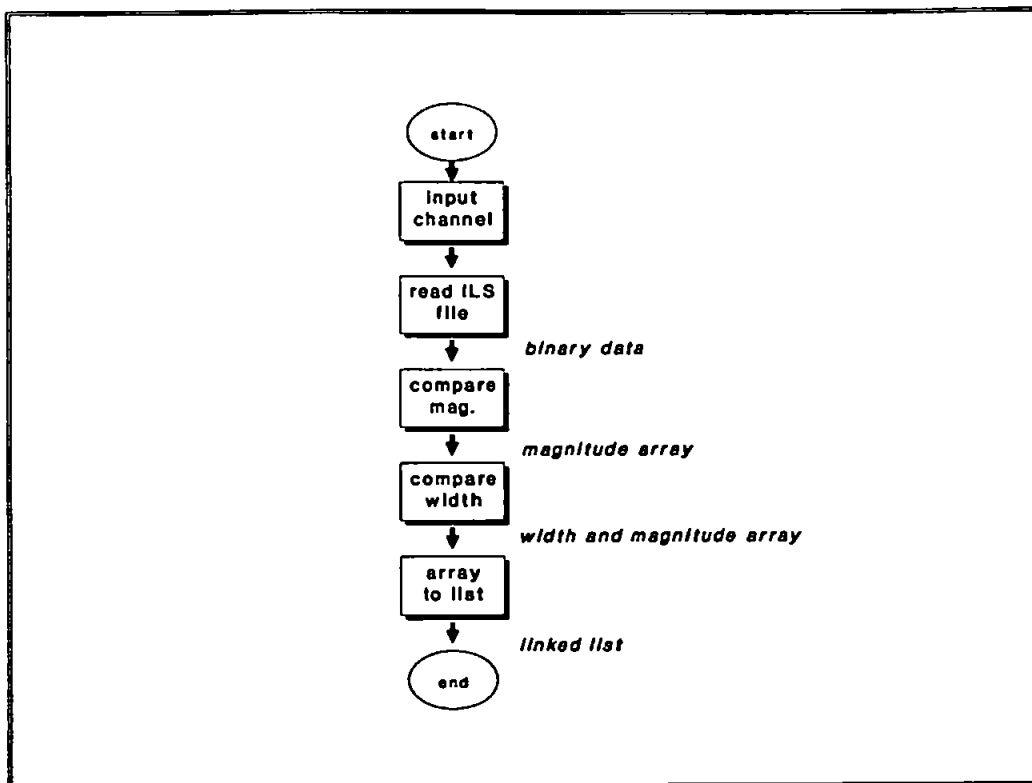 start
input
channel
read ILS
file
binary data
compare
mag.
magnitude array
compare
width
width and magnitude array
array
to list
linked list
end